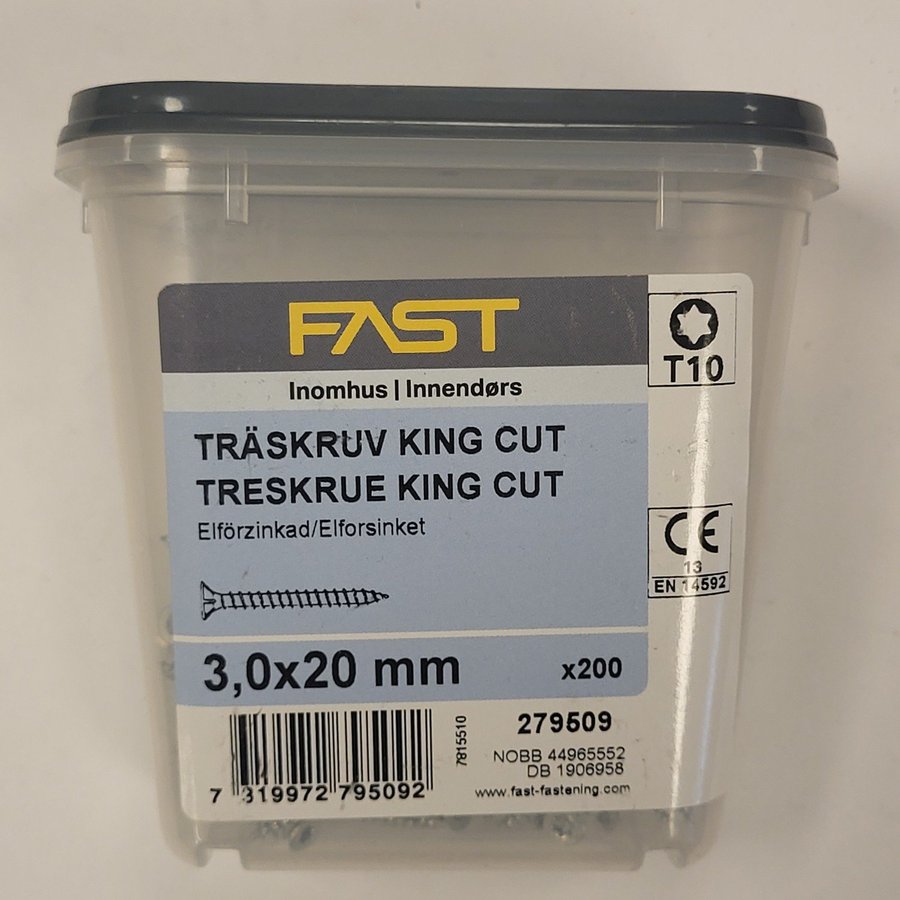 FAST
Inomhus | Innendørs
T10
TRÄSKRUV KING CUT
TRESKRUE KING CUT
Elförzinkad/Elforsinket
CE
13
EN 14592
3,0x20 mm
x200
7 319972 795092
7815510
279509
NOBB 44965552
DB 1906958
www.fast-fastening.com